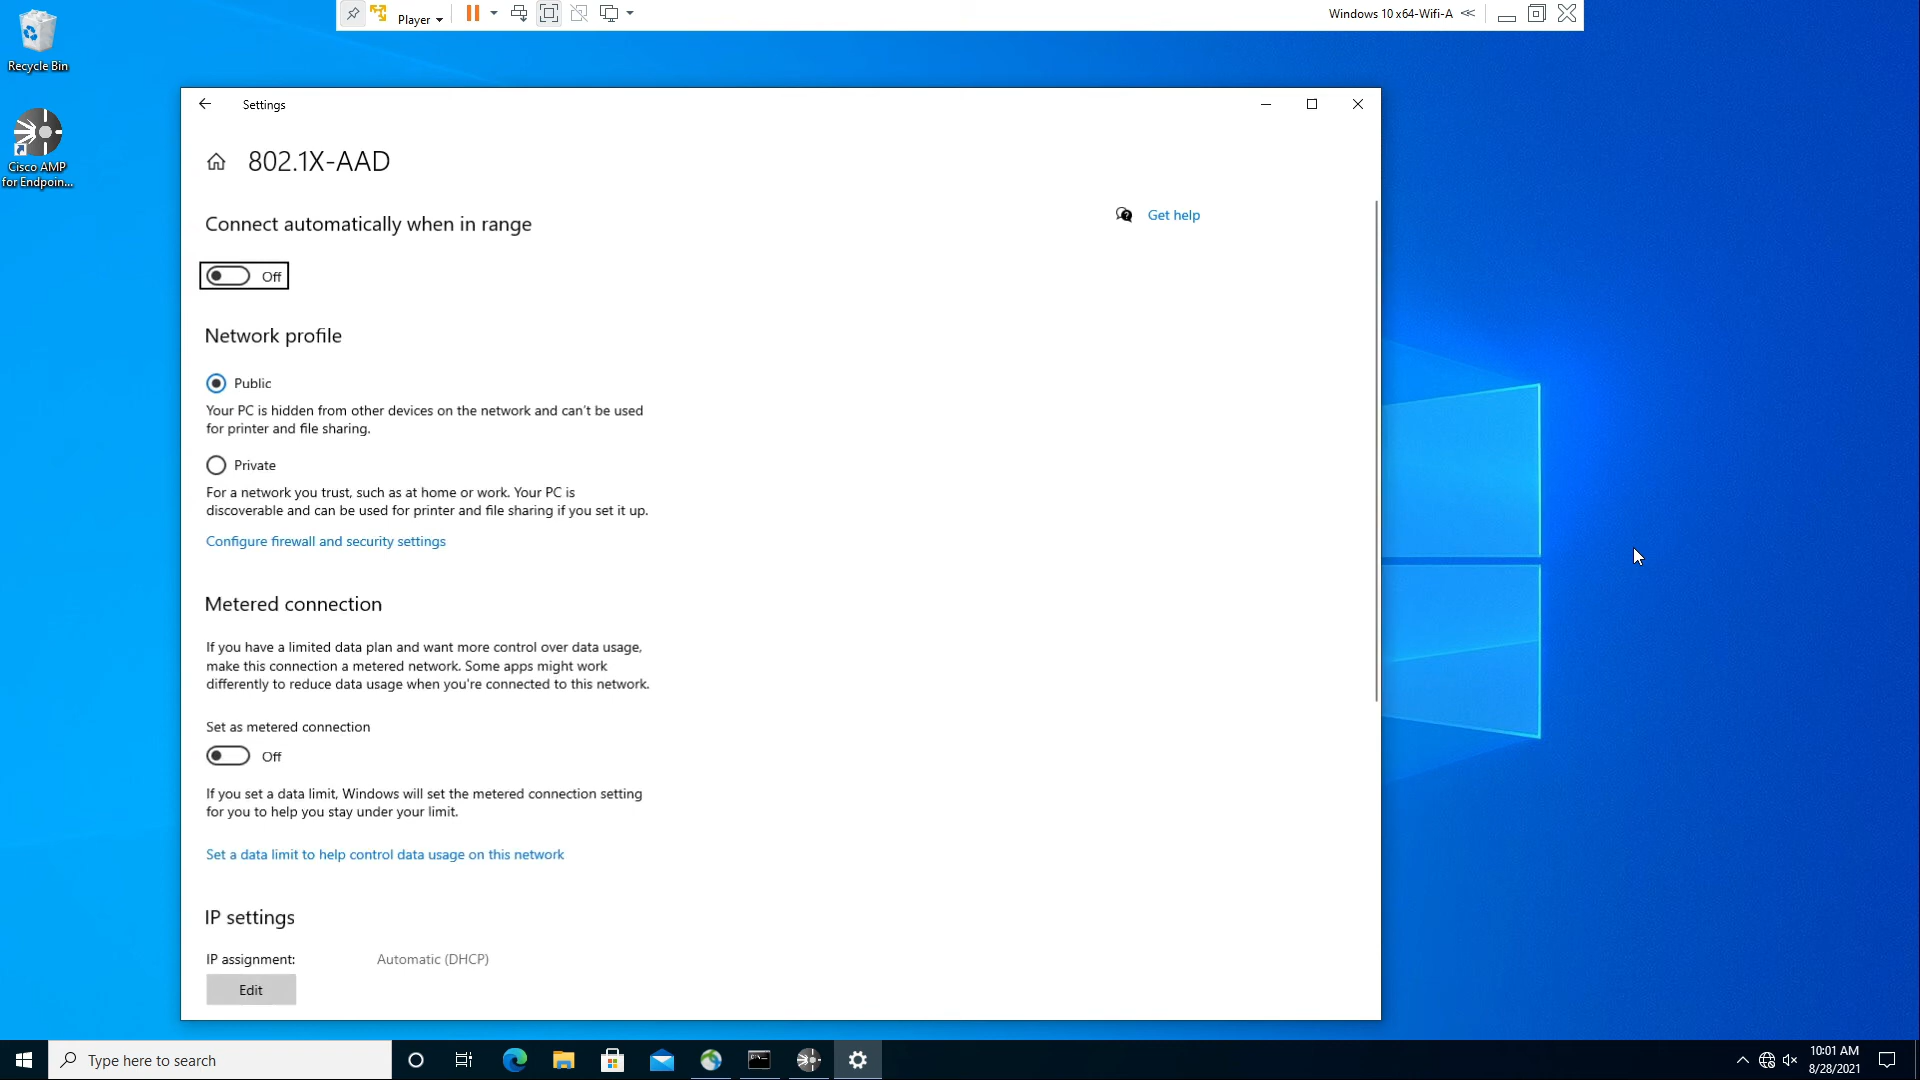 Player
Windows 10 x64-Wifi-A
Recycle Bin
Cisco AMP
for Endpoin...
Settings
802.1X-AAD
Connect automatically when in range
Get help
Off
Network profile
Public
Your PC is hidden from other devices on the network and can't be used
for printer and file sharing.
Private
For a network you trust, such as at home or work. Your PC is
discoverable and can be used for printer and file sharing if you set it up.
Configure firewall and security settings
Metered connection
If you have a limited data plan and want more control over data usage,
make this connection a metered network. Some apps might work
differently to reduce data usage when you're connected to this network.
Set as metered connection
Off
If you set a data limit, Windows will set the metered connection setting
for you to help you stay under your limit.
Set a data limit to help control data usage on this network
IP settings
IP assignment: Automatic (DHCP)
Edit
Type here to search
10:01 AM
8/28/2021